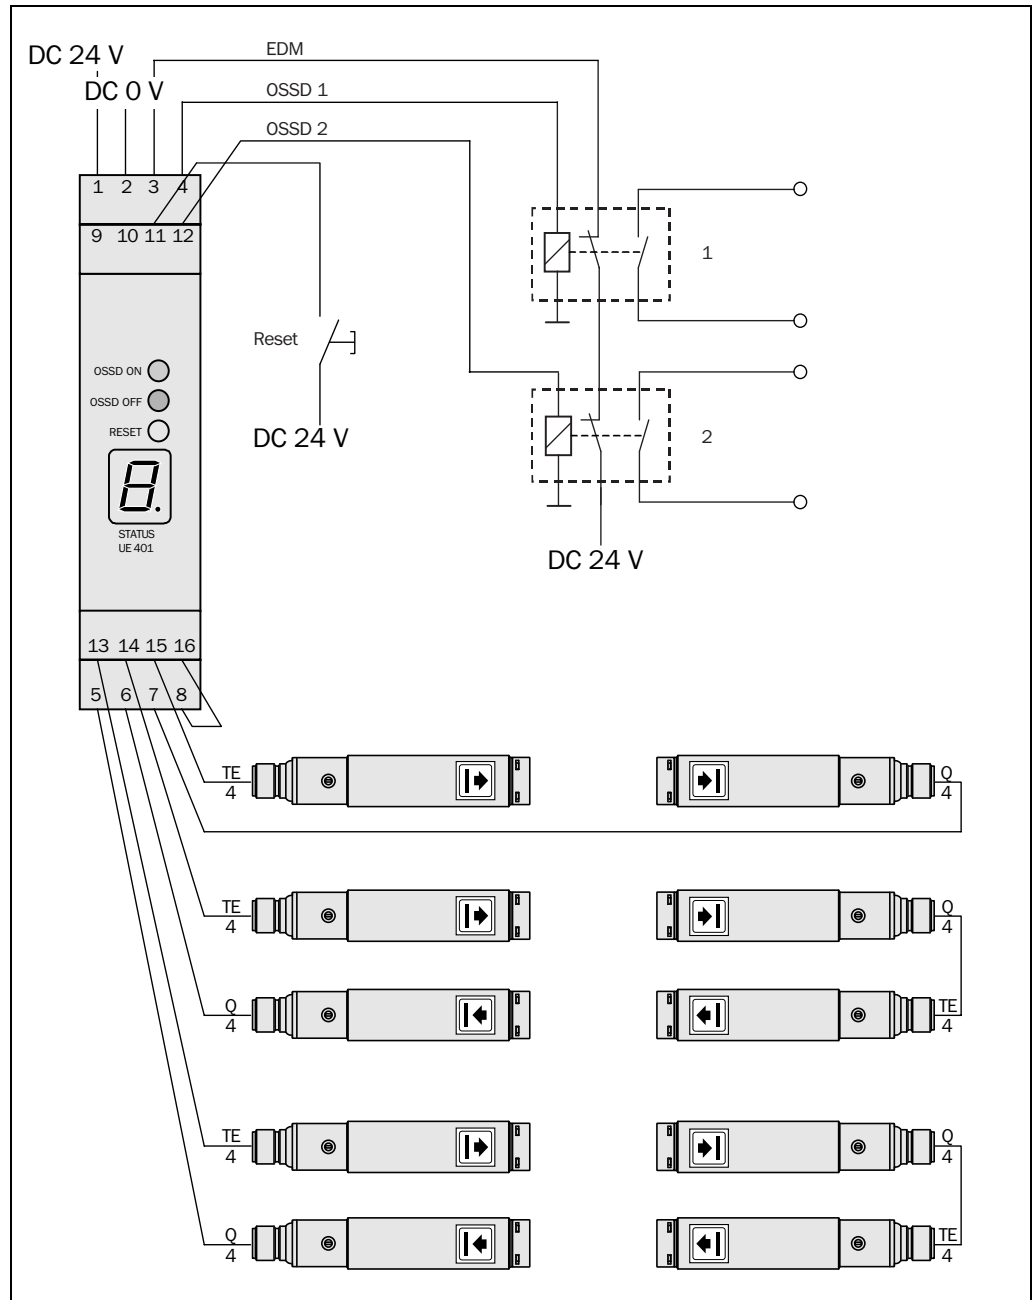 DC 24 V
EDM
DC 0 V
OSSD 1
OSSD 2
1 2 3 4
9 10 11 12
1
Reset
OSSD ON
OSSD OFF
RESET
DC 24 V
2
8.
STATUS
UE 401
DC 24 V
13 14 15 16
5 6 7 8
TE
4
Q
4
TE
4
Q
4
Q
4
TE
4
TE
4
Q
4
Q
4
TE
4